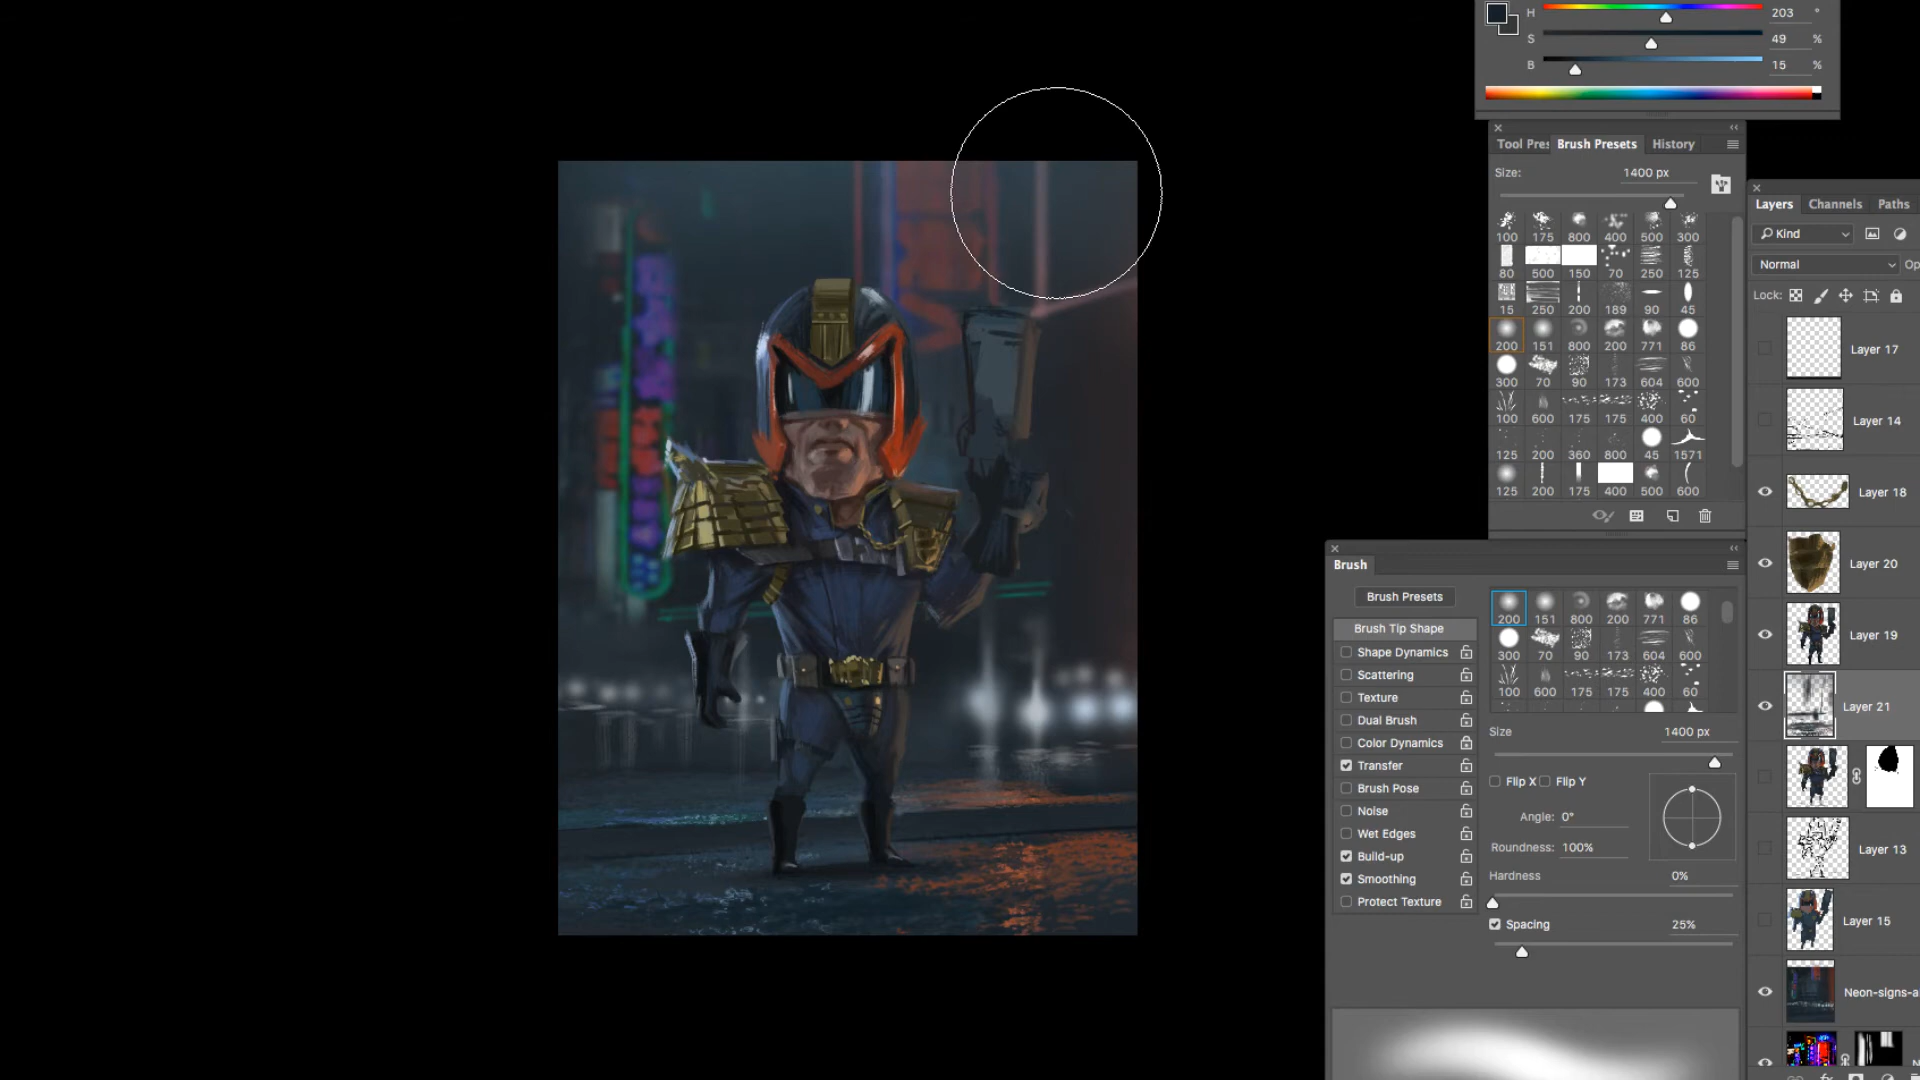 H 203 °
S 49 %
B 15 %
Tool Pres Brush Presets History
Size: 1400 px
100 175 800 400 500 300
80 500 150 70 250 125
15 250 200 189 90 45
200 151 800 200 771 86
300 70 90 173 604 600
100 600 175 175 400 60
125 200 360 800 45 1571
125 200 175 400 500 600
Layers Channels Paths
Kind
Normal Op
Lock:
Layer 17
Layer 14
Layer 18
Layer 20
Layer 19
Layer 21
Layer 13
Layer 15
Neon-signs-a
Brush
Brush Presets
Brush Tip Shape
Shape Dynamics
Scattering
Texture
Dual Brush
Color Dynamics
Transfer
Brush Pose
Noise
Wet Edges
Build-up
Smoothing
Protect Texture
200 151 800 200 771 86
300 70 90 173 604 600
100 600 175 175 400 60
Size 1400 px
Flip X Flip Y
Angle: 0°
Roundness: 100%
Hardness 0%
Spacing 25%